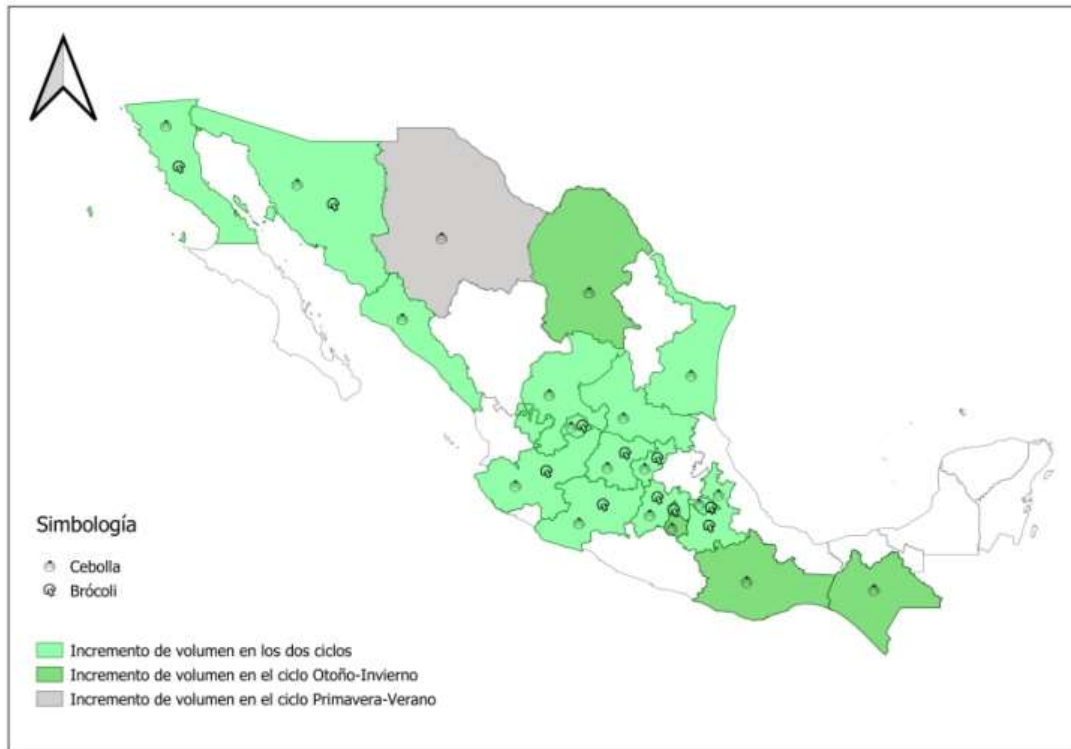 Simbología
Cebolla
Brócoli
Incremento de volumen en los dos ciclos
Incremento de volumen en el ciclo Otoño-Invierno
Incremento de volumen en el ciclo Primavera-Verano